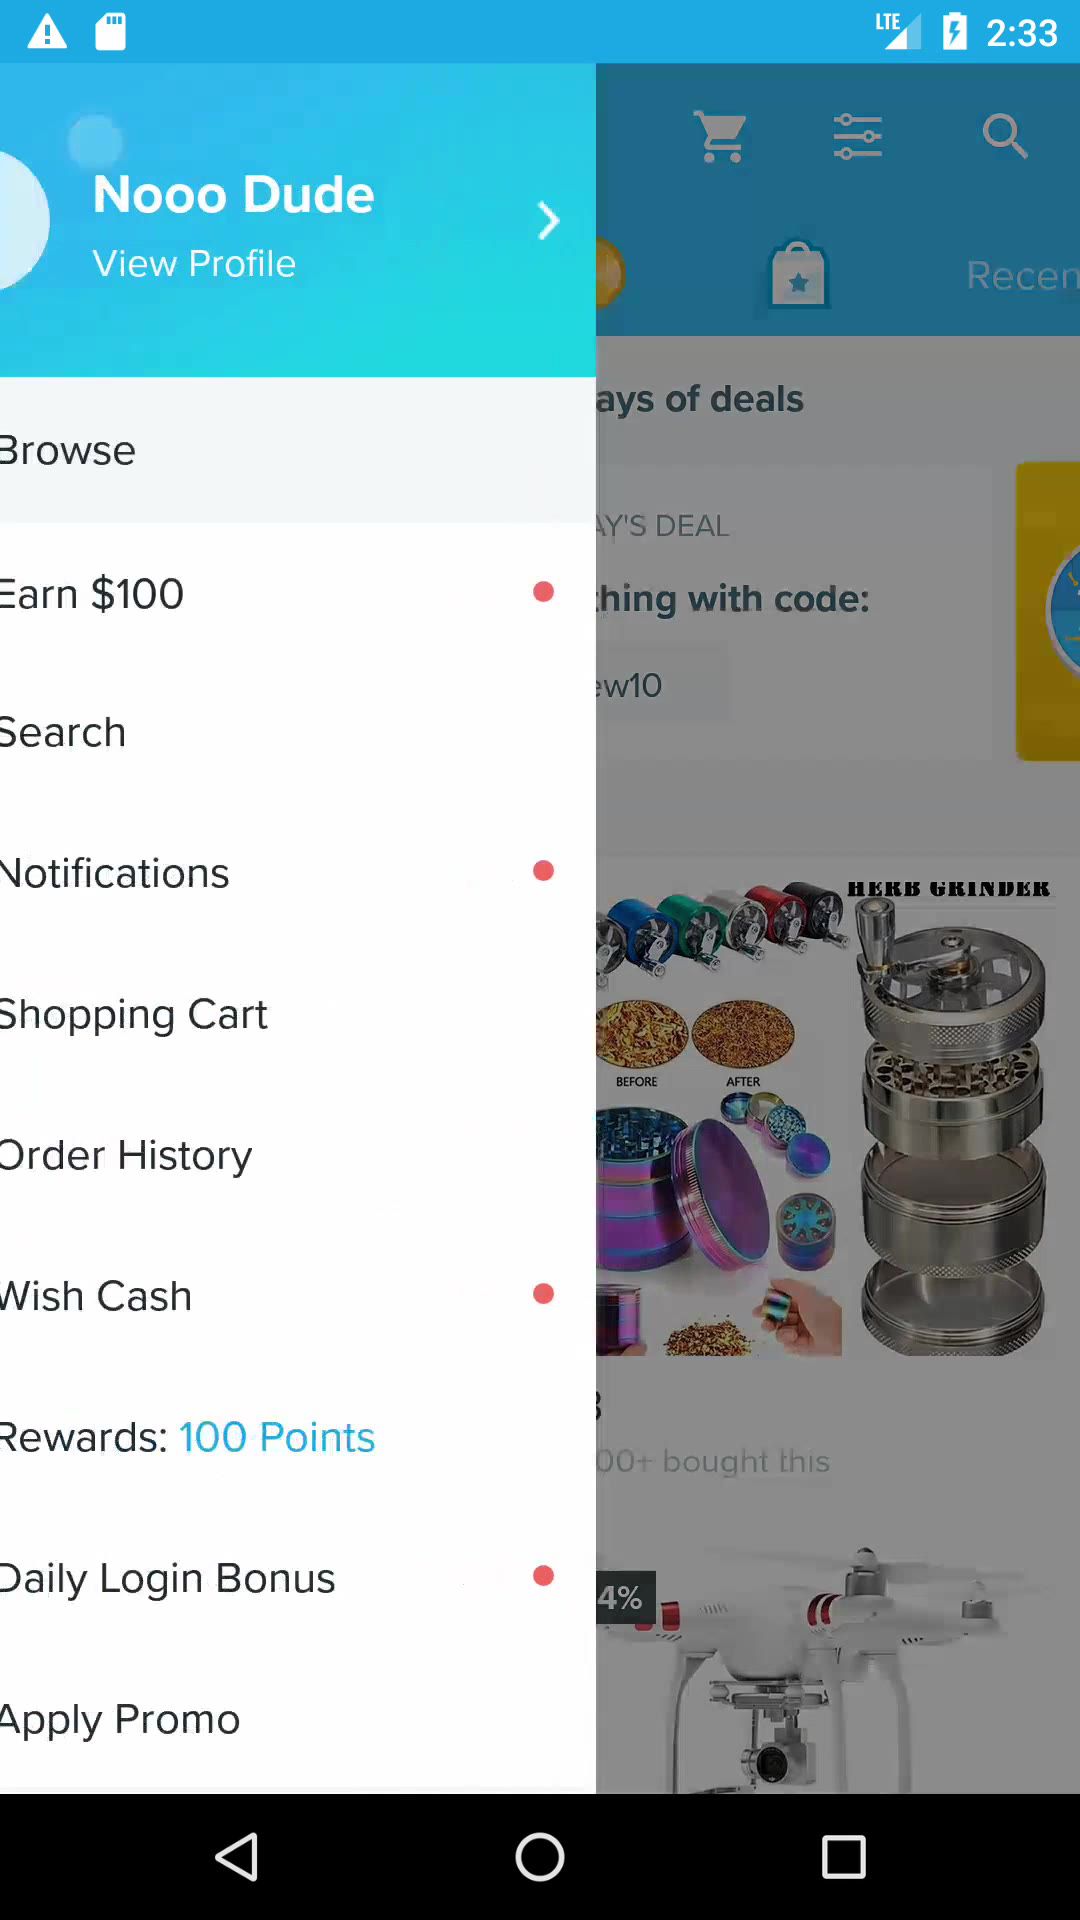 LTE 2:33
Nooo Dude
View Profile
Recen
ays of deals
Browse
AY'S DEAL
Earn $100
thing with code:
ew10
Search
Notifications
HERB GRINDER
Shopping Cart
BEFORE AFTER
Order History
Wish Cash
Rewards: 100 Points
00+ bought this
Daily Login Bonus
4%
Apply Promo